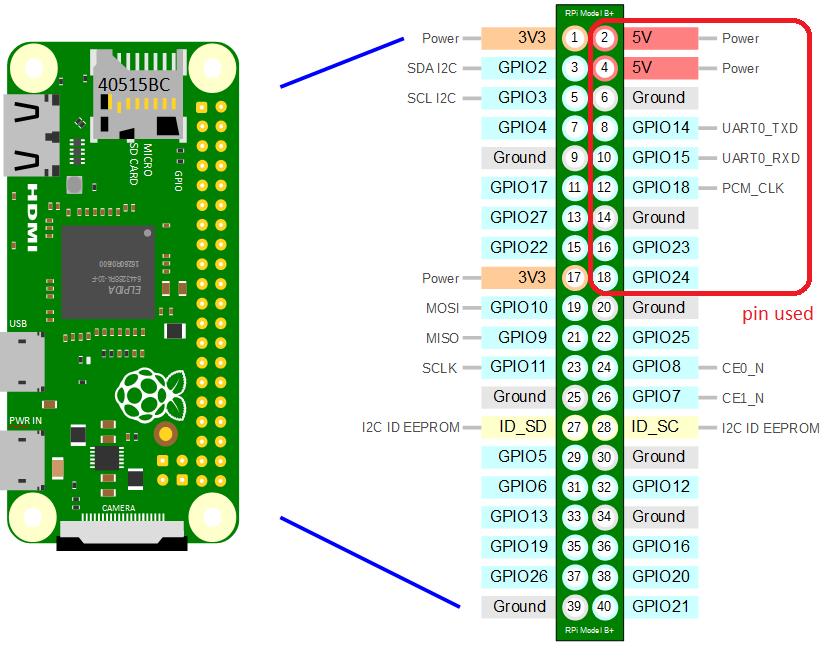 RPi Model B+
Power 3V3 1 2 5V Power
SDA I2C GPIO2 3 4 5V Power
SCL I2C GPIO3 5 6 Ground
GPIO4 7 8 GPIO14 UART0_TXD
Ground 9 10 GPIO15 UART0_RXD
GPIO17 11 12 GPIO18 PCM_CLK
GPIO27 13 14 Ground
GPIO22 15 16 GPIO23
Power 3V3 17 18 GPIO24
MOSI GPIO10 19 20 Ground
pin used
MISO GPIO9 21 22 GPIO25
SCLK GPIO11 23 24 GPIO8 CE0_N
Ground 25 26 GPIO7 CE1_N
I2C ID EEPROM ID_SD 27 28 ID_SC I2C ID EEPROM
GPIO5 29 30 Ground
GPIO6 31 32 GPIO12
GPIO13 33 34 Ground
GPIO19 35 36 GPIO16
GPIO26 37 38 GPIO20
Ground 39 40 GPIO21
RPi Model B+
40515BC
MICRO
SD CARD
GPIO
HDMI
ELPIDA
USB
PWR IN
CAMERA